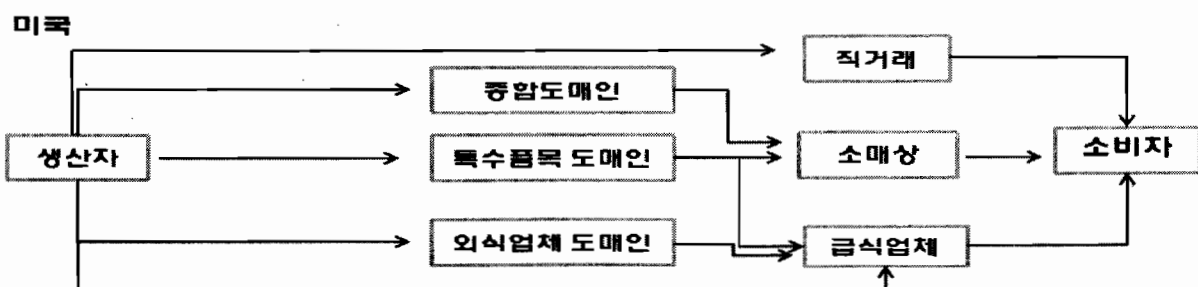 미국
직거래
종합도매인
생산자
특수품목 도매인
소매상
소비자
외식업체 도매인
급식업체